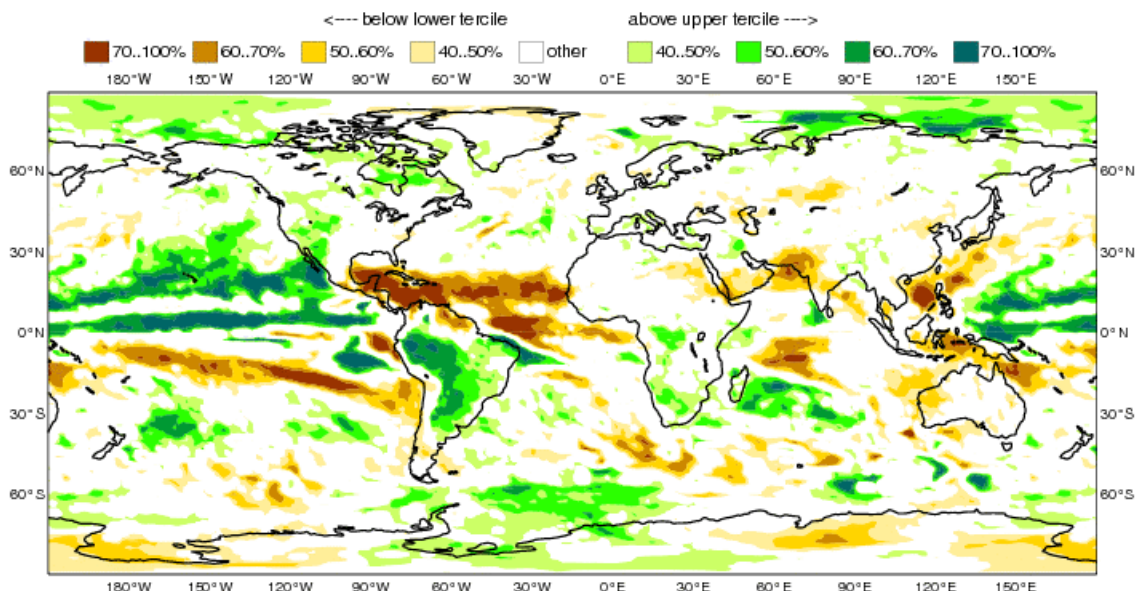 <---- below lower tercile above upper tercile ---->
70..100% 60..70% 50..60% 40..50% other 40..50% 50..60% 60..70% 70..100%
180°W 150°W 120°W 90°W 60°W 30°W 0°E 30°E 60°E 90°E 120°E 150°E
60°N 60°N
30°N 30°N
0°N 0°N
30°S 30°S
60°S 60°S
180°W 150°W 120°W 90°W 60°W 30°W 0°E 30°E 60°E 90°E 120°E 150°E